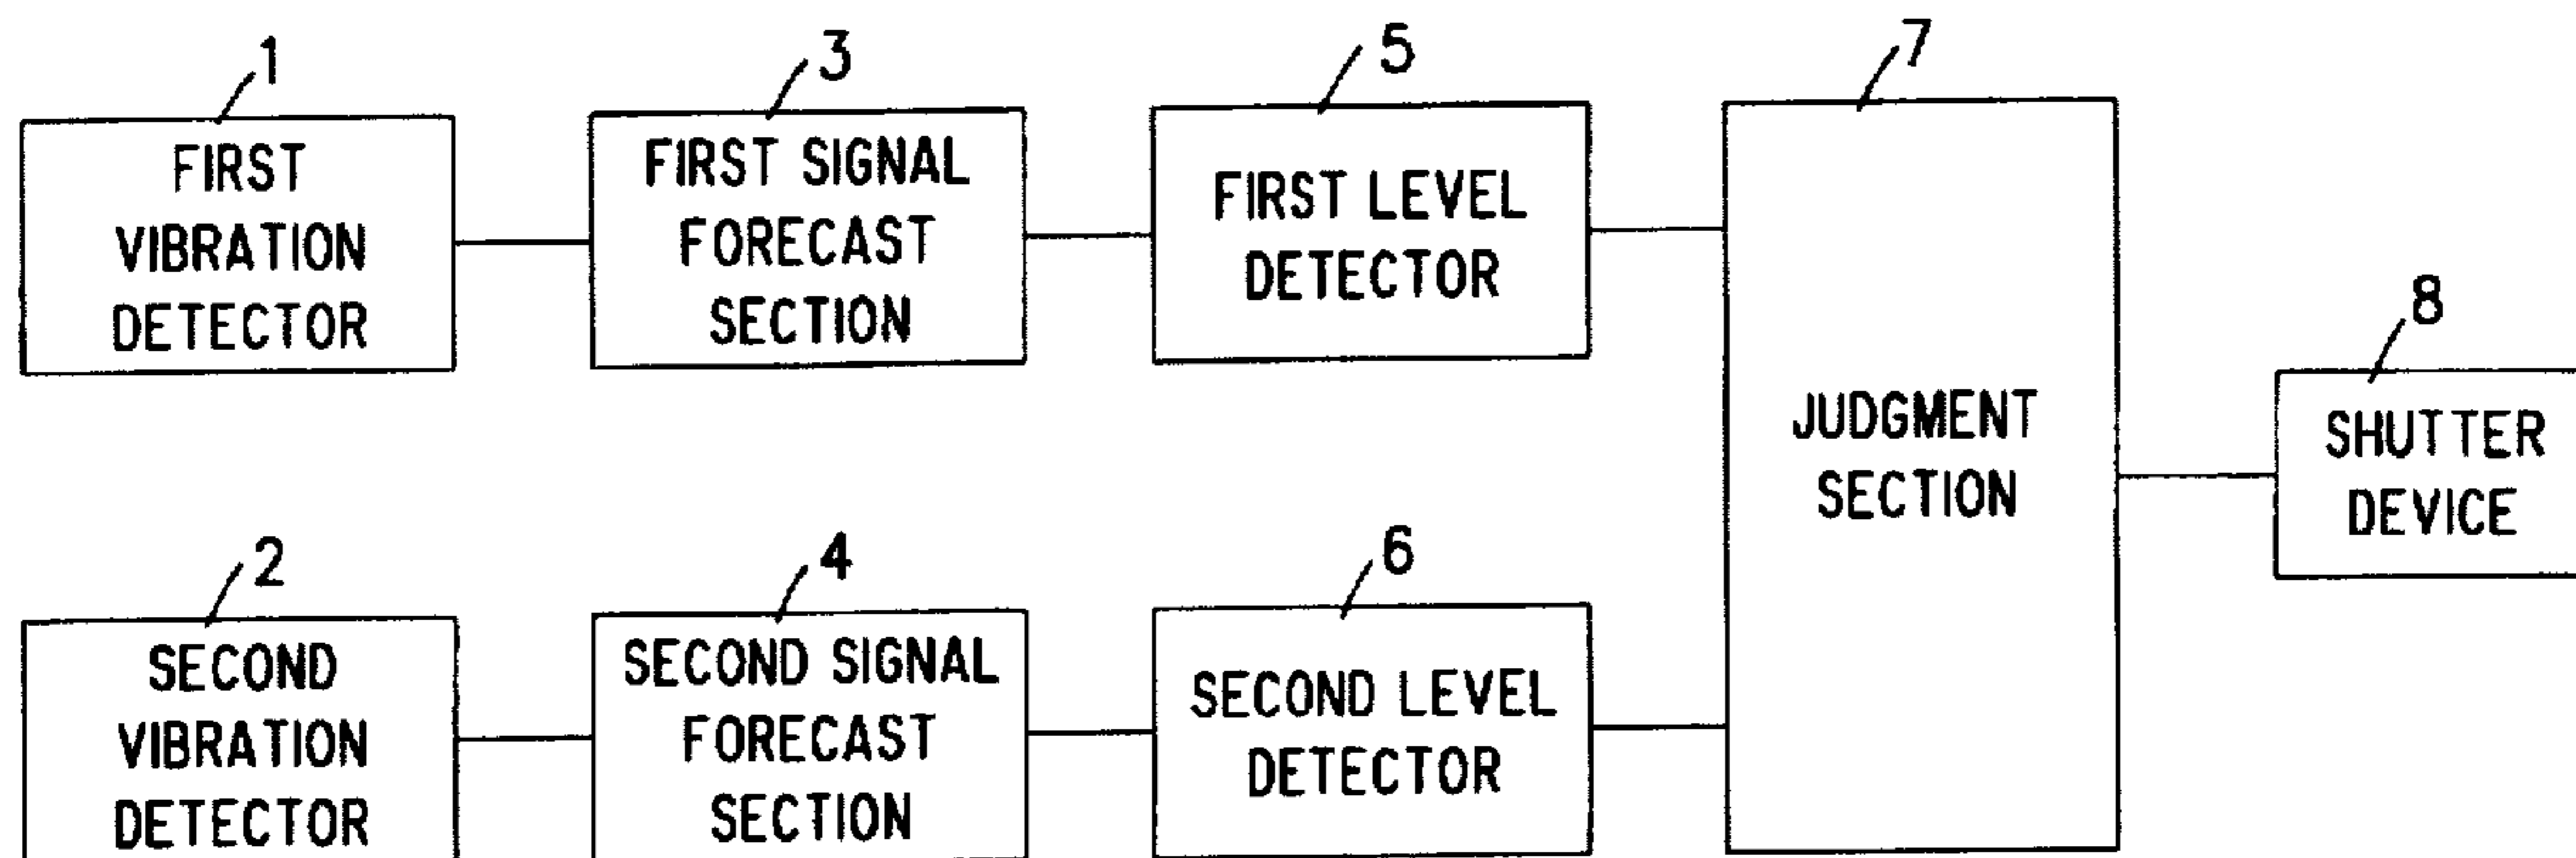 1
FIRST
VIBRATION
DETECTOR
3
FIRST SIGNAL
FORECAST
SECTION
5
FIRST LEVEL
DETECTOR
7
JUDGMENT
SECTION
8
SHUTTER
DEVICE
2
SECOND
VIBRATION
DETECTOR
4
SECOND SIGNAL
FORECAST
SECTION
6
SECOND LEVEL
DETECTOR